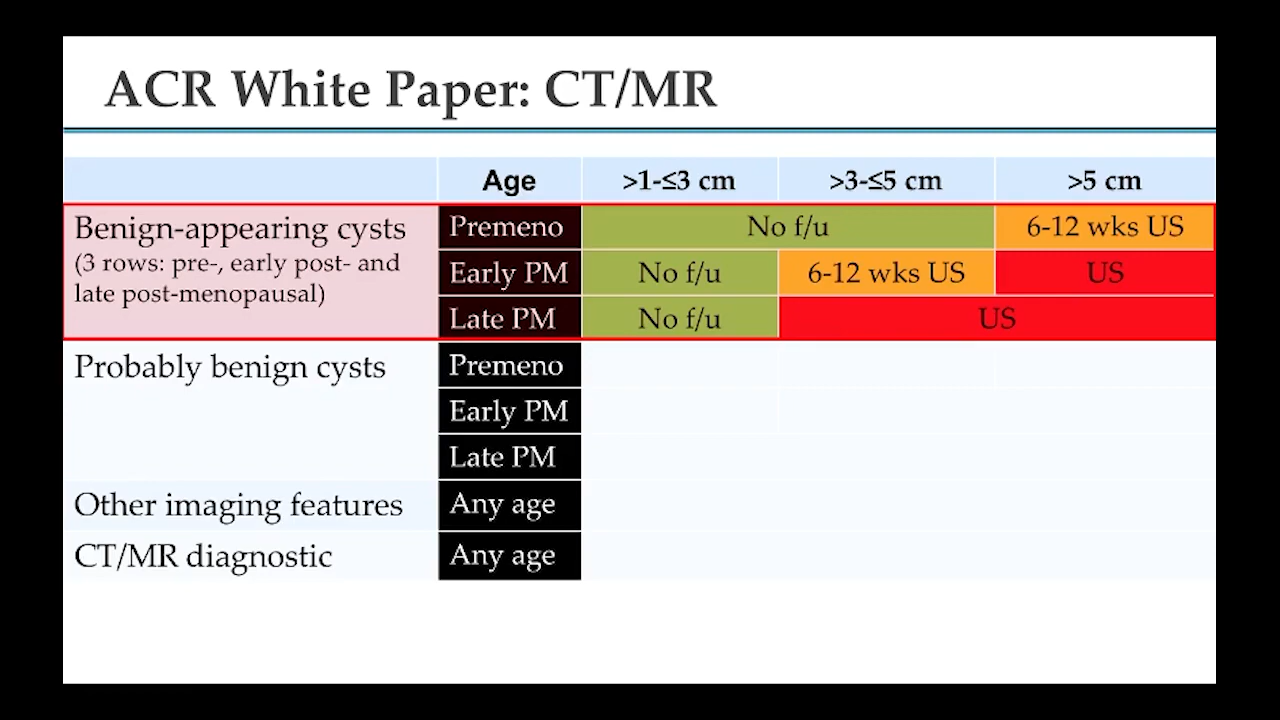 ACR White Paper: CT/MR
Age >1-≤3 cm >3-≤5 cm >5 cm
Benign-appearing cysts
(3 rows: pre-, early post- and
late post-menopausal)
Premeno No f/u 6-12 wks US
Early PM No f/u 6-12 wks US US
Late PM No f/u US
Probably benign cysts
Premeno
Early PM
Late PM
Other imaging features Any age
CT/MR diagnostic Any age